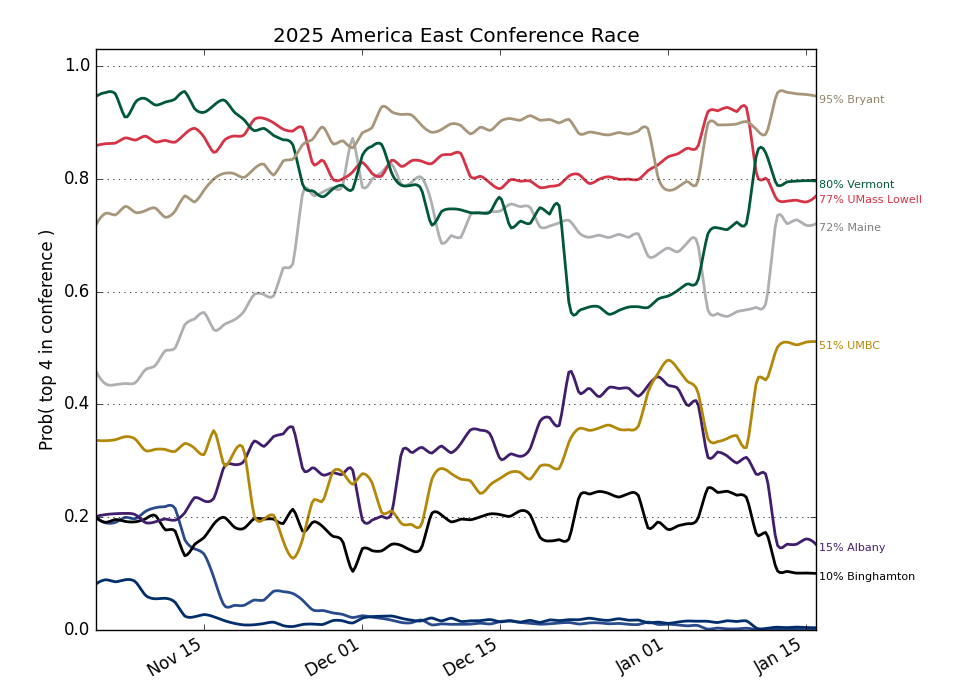 2025 America East Conference Race
Prob( top 4 in conference )
1.0
0.8
0.6
0.4
0.2
0.0
95% Bryant
80% Vermont
77% UMass Lowell
72% Maine
51% UMBC
15% Albany
10% Binghamton
Nov 15
Dec 01
Dec 15
Jan 01
Jan 15